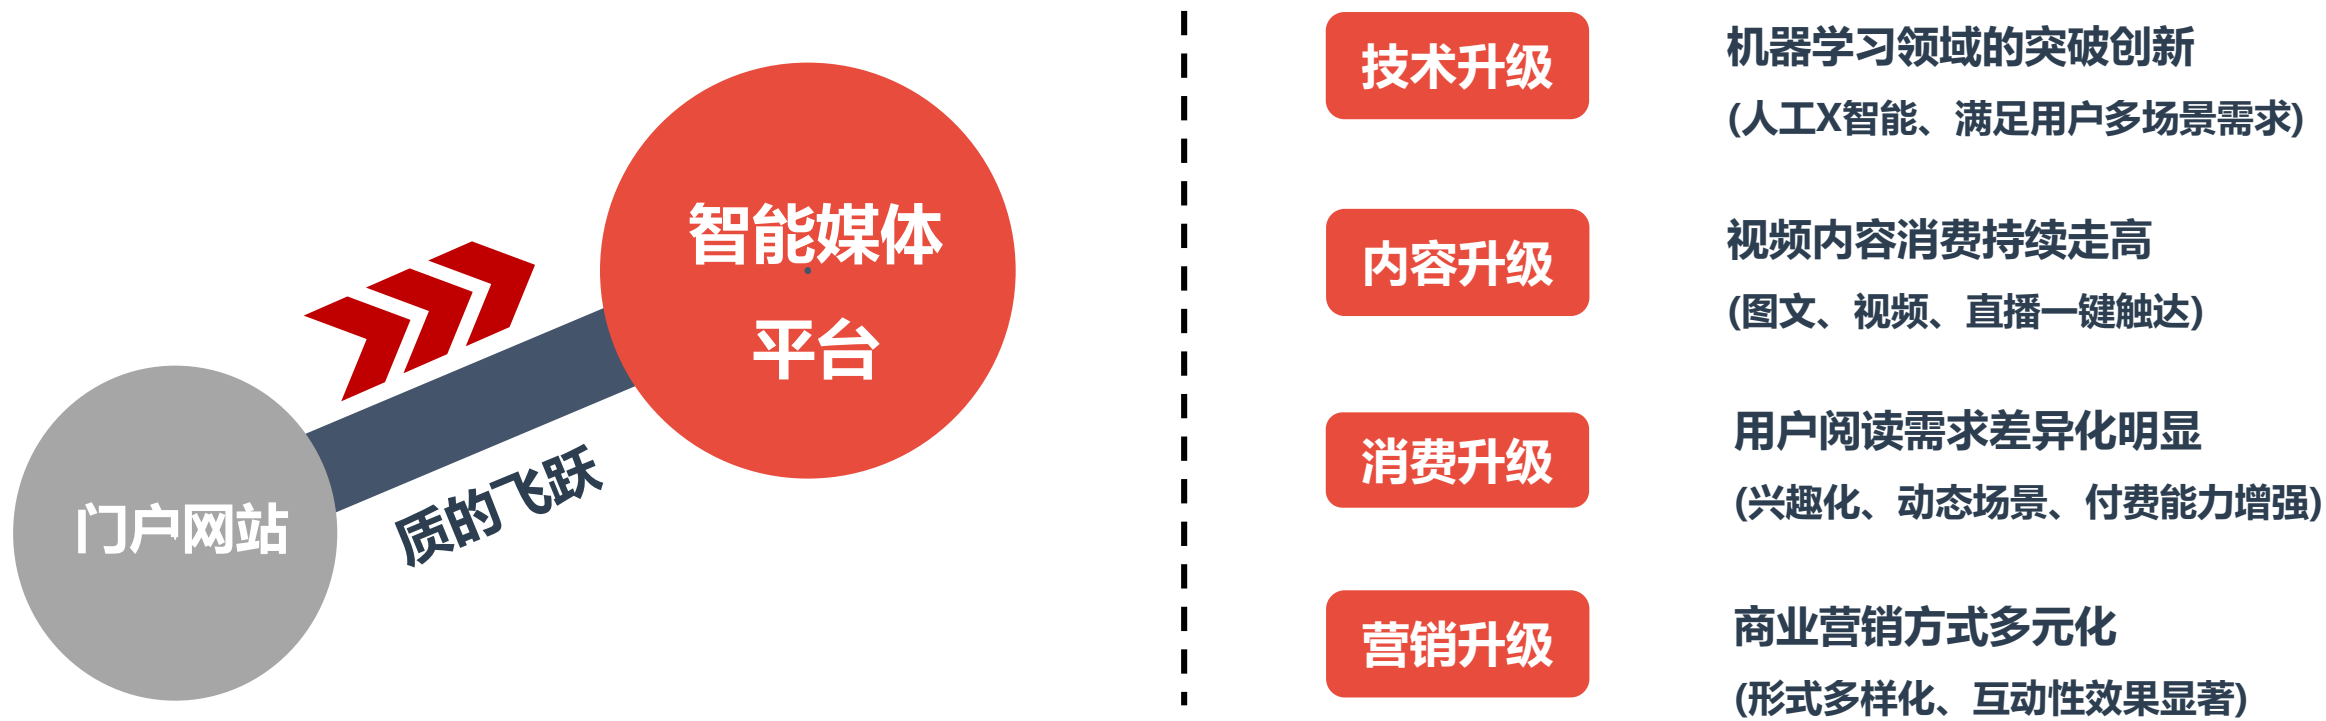 门户网站
质的飞跃
智能媒体
平台
技术升级
机器学习领域的突破创新
(人工X智能、满足用户多场景需求)
内容升级
视频内容消费持续走高
(图文、视频、直播一键触达)
消费升级
用户阅读需求差异化明显
(兴趣化、动态场景、付费能力增强)
营销升级
商业营销方式多元化
(形式多样化、互动性效果显著)